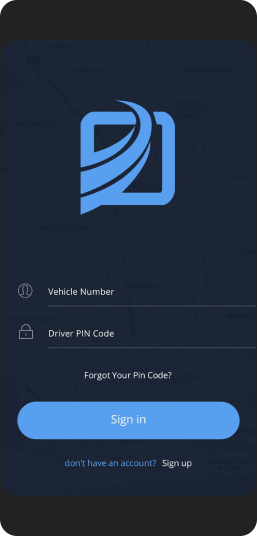 Vehicle Number
Driver PIN Code
Forgot Your Pin Code?
Sign in
don't have an account? Sign up